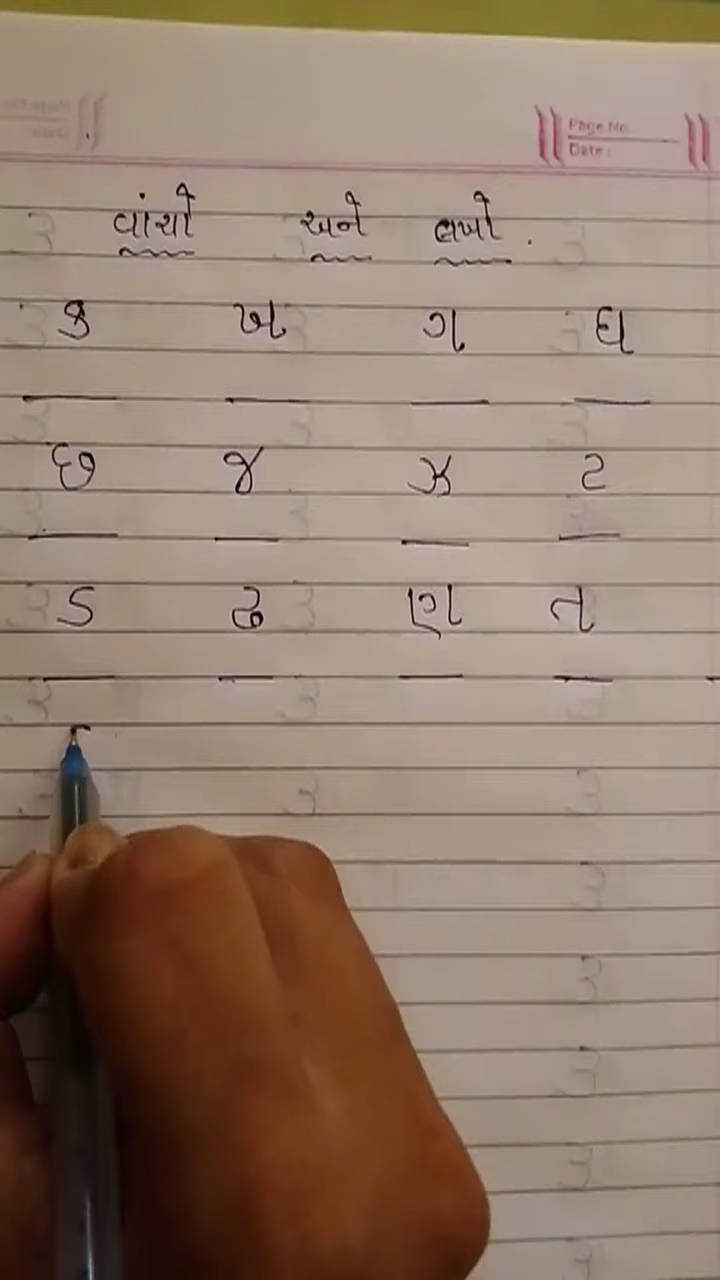 Page No.
Date:
વાંચો અને લખો.
ક ખ ગ ઘ
છ જ ઝ ટ
ડ ઢ ણ ત